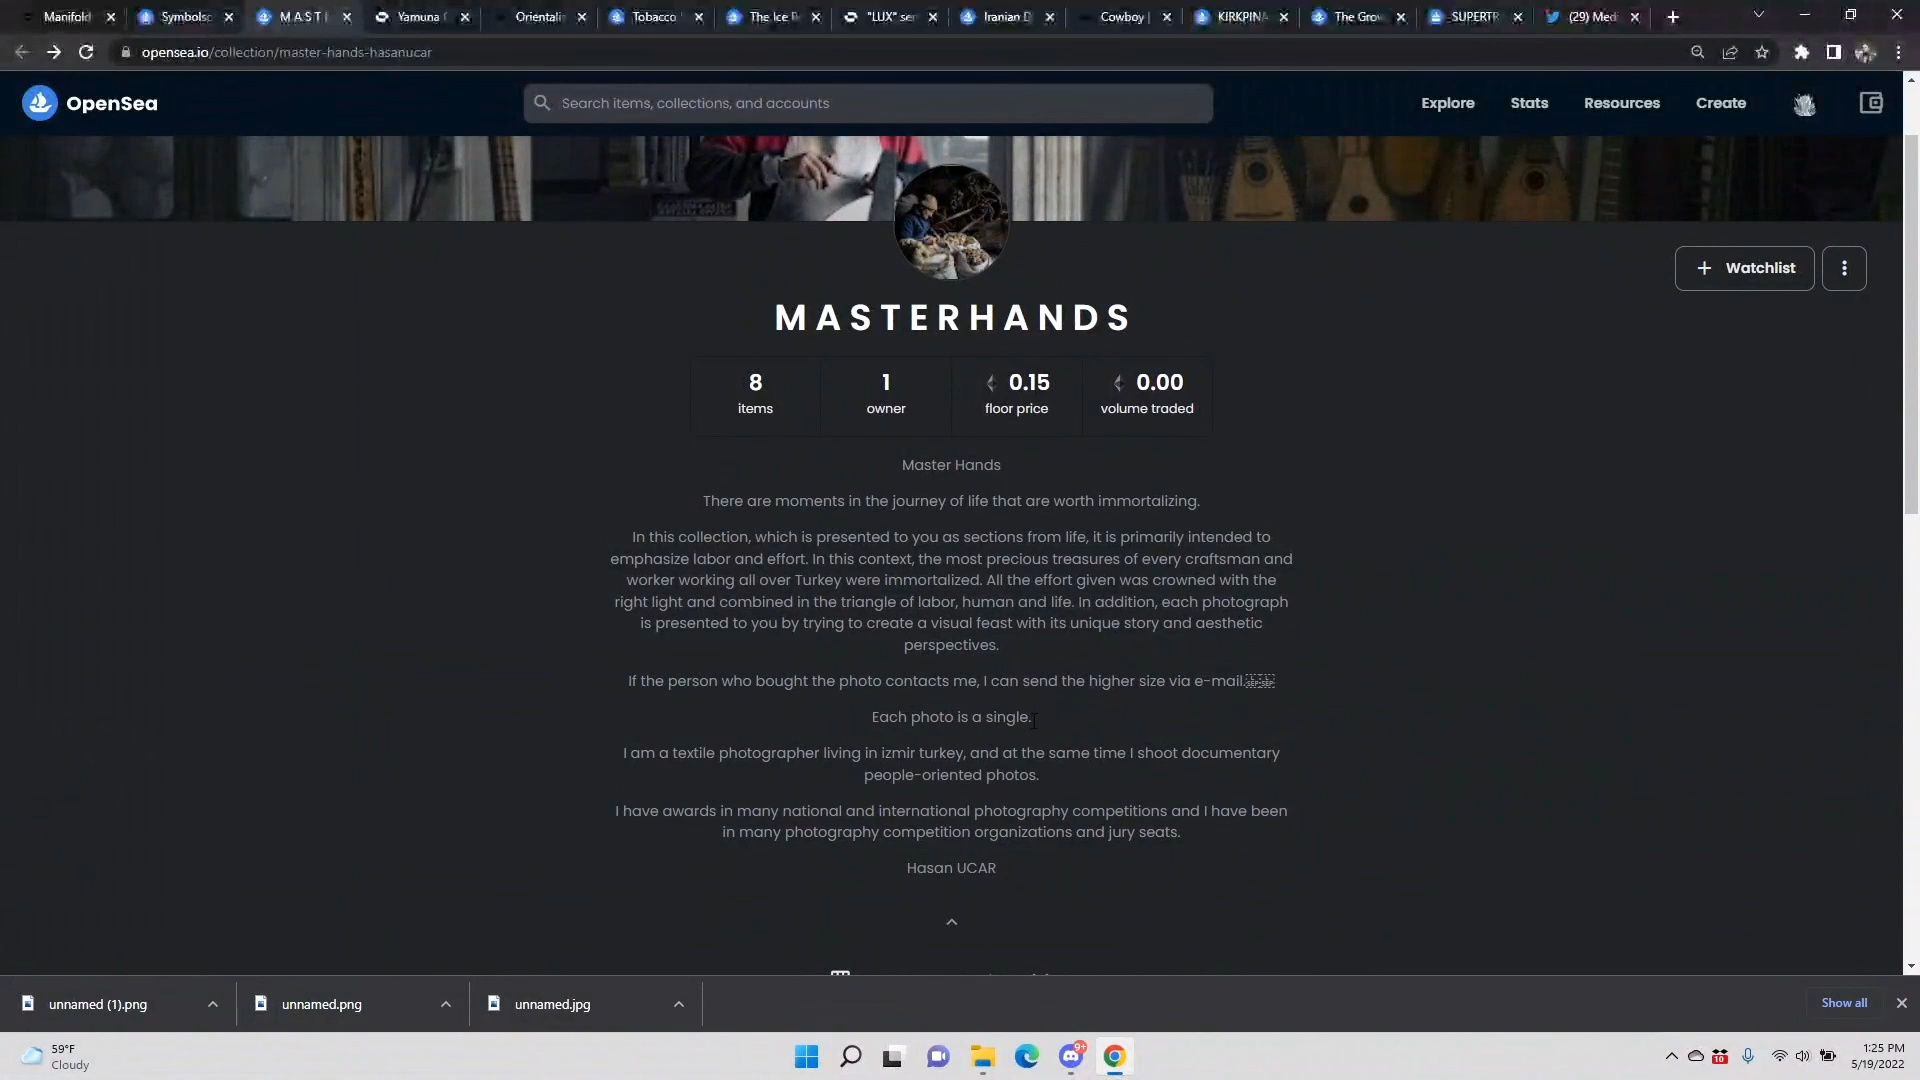 Manifold
Symbolsc
M A S T
Yamuna
Orientali
Tobacco
The Ice
"LUX" se
Iranian
Cowboy |
KIRKPIN
The Gro
SUPERTR
(29) Med
opensea.io/collection/master-hands-hasanucar
OpenSea
Search items, collections, and accounts
Explore
Stats
Resources
Create
Watchlist
M A S T E R H A N D S
8
1
0.15
0.00
items
owner
floor price
volume traded
Master Hands
There are moments in the journey of life that are worth immortalizing.
In this collection, which is presented to you as sections from life, it is primarily intended to
emphasize labor and effort. In this context, the most precious treasures of every craftsman and
worker working all over Turkey were immortalized. All the effort given was crowned with the
right light and combined in the triangle of labor, human and life. In addition, each photograph
is presented to you by trying to create a visual feast with its unique story and aesthetic
perspectives.
If the person who bought the photo contacts me, I can send the higher size via e-mail.
Each photo is a single.
I am a textile photographer living in izmir turkey, and at the same time I shoot documentary
people-oriented photos.
I have awards in many national and international photography competitions and I have been
in many photography competition organizations and jury seats.
Hasan UCAR
unnamed (1).png
unnamed.png
unnamed.jpg
Show all
59°F
Cloudy
9+
10
1:25 PM
5/19/2022